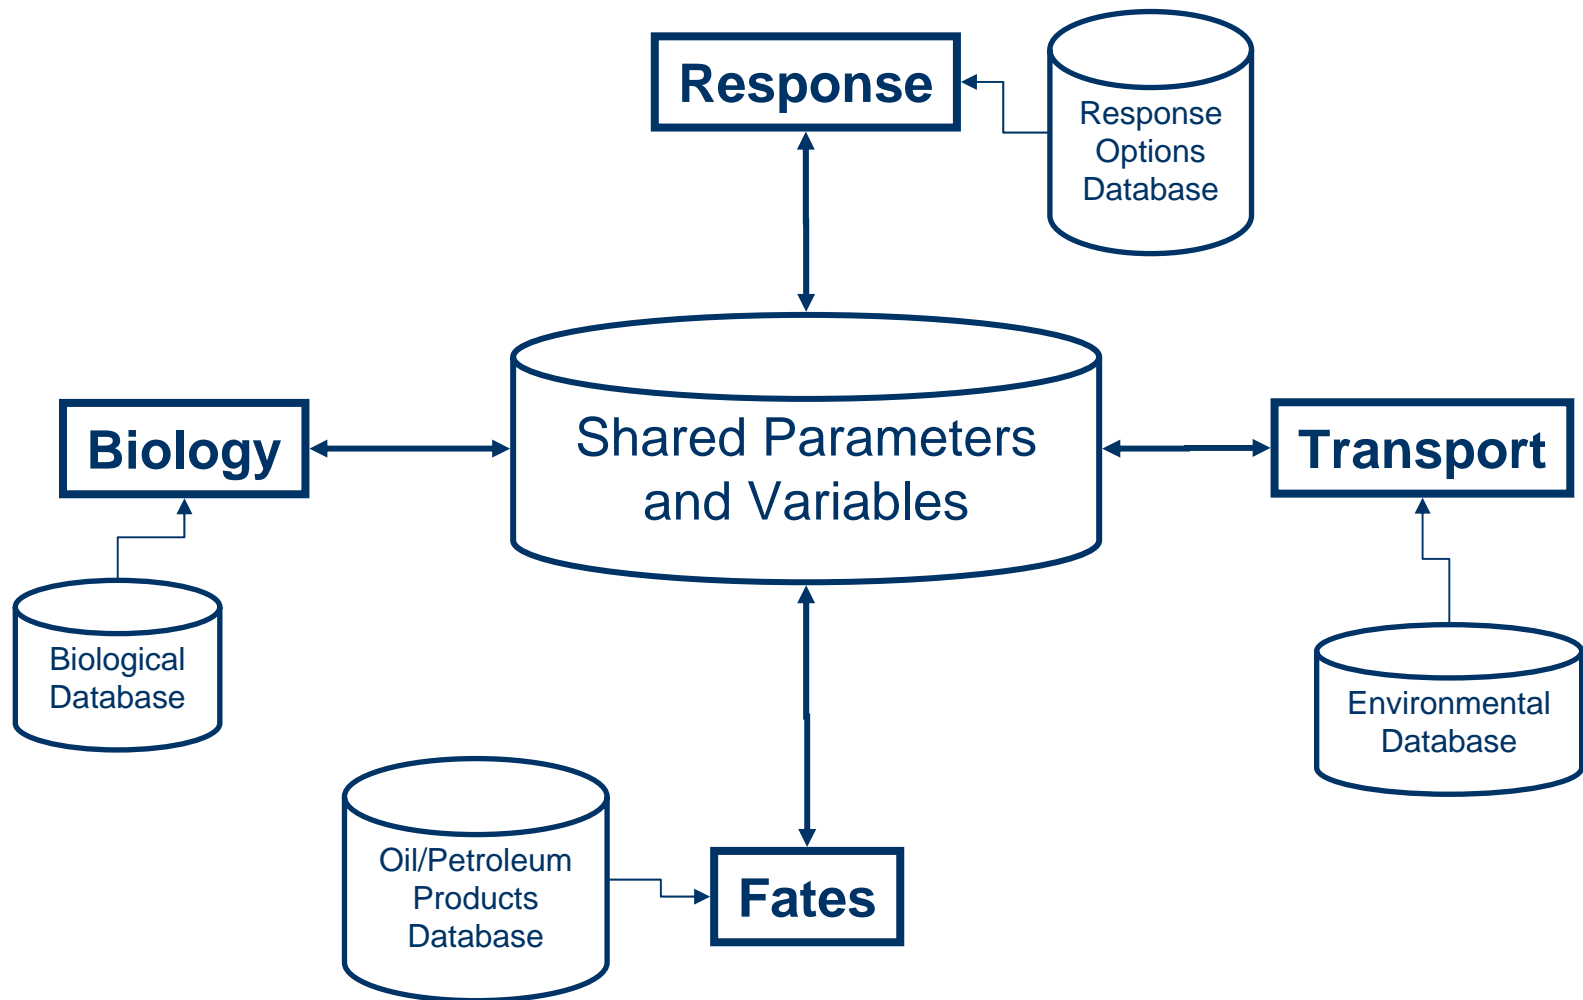 Response
Response
Options
Database
Shared Parameters
and Variables
Biology
Transport
Biological
Database
Environmental
Database
Oil/Petroleum
Products
Database
Fates